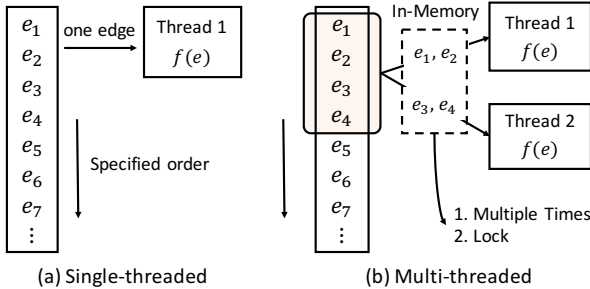 e₁
e₂
e₃
e₄
e₅
e₆
e₇
⋮
one edge
Thread 1
f(e)
Specified order
(a) Single-threaded
e₁
e₂
e₃
e₄
e₅
e₆
e₇
⋮
In-Memory
e₁, e₂
e₃, e₄
Thread 1
f(e)
Thread 2
f(e)
1. Multiple Times
2. Lock
(b) Multi-threaded